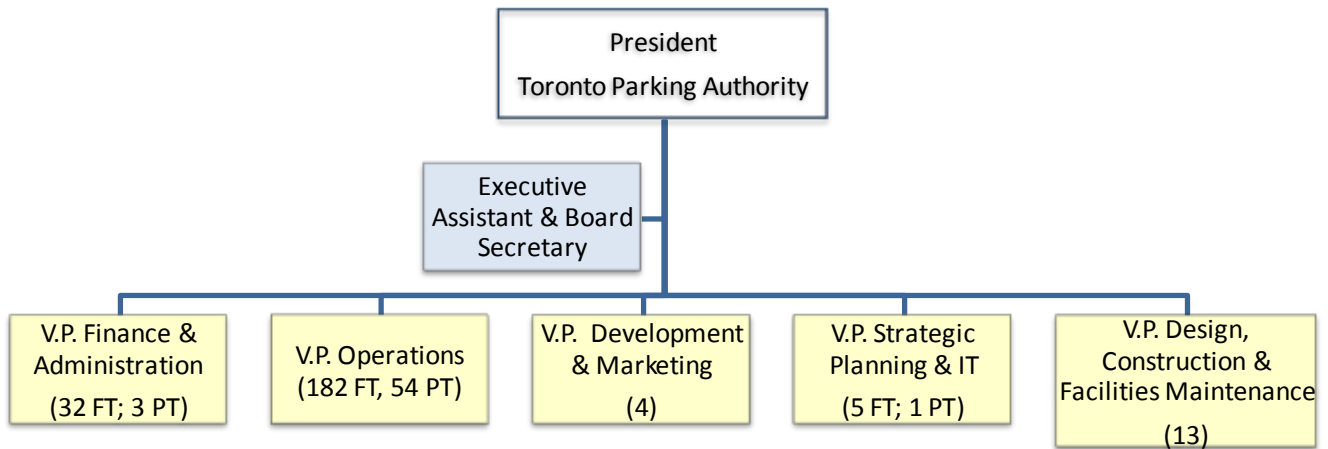 President
Toronto Parking Authority
Executive
Assistant & Board
Secretary
V.P. Finance &
Administration
(32 FT; 3 PT)
V.P. Operations
(182 FT, 54 PT)
V.P. Development
& Marketing
(4)
V.P. Strategic
Planning & IT
(5 FT; 1 PT)
V.P. Design,
Construction &
Facilities Maintenance
(13)